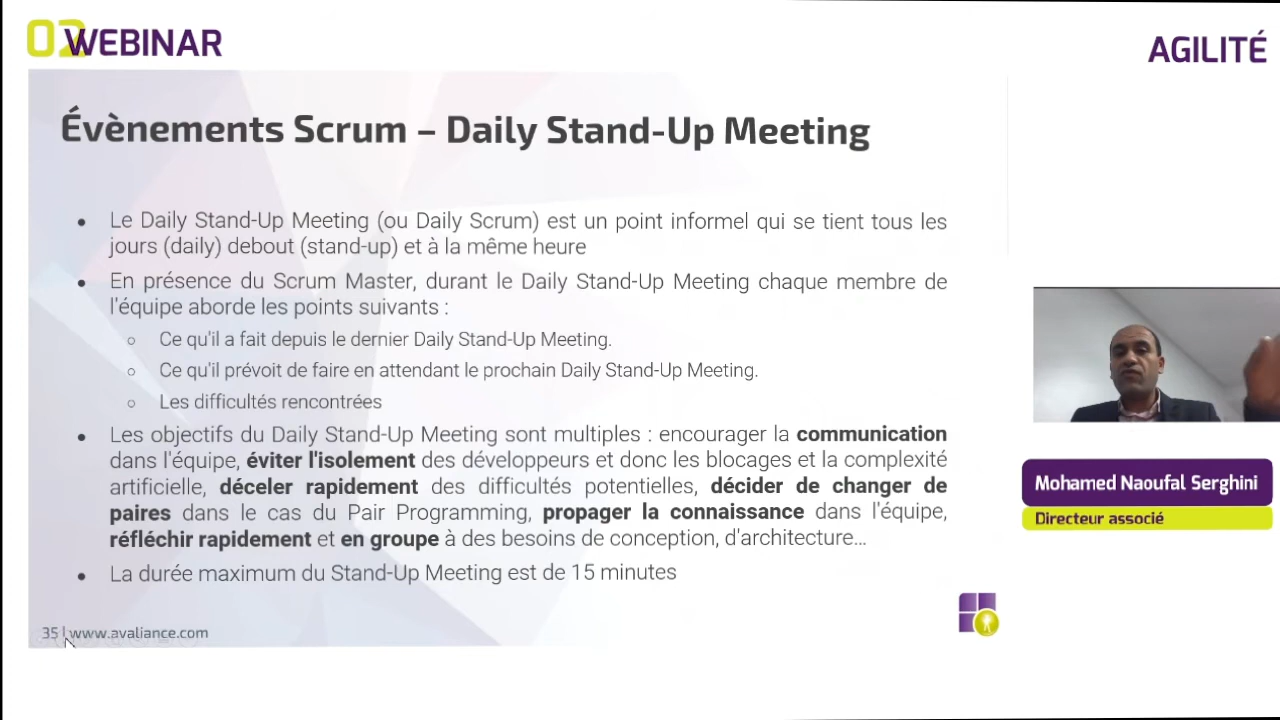 02 WEBINAR
AGILITÉ
Évènements Scrum – Daily Stand-Up Meeting
• Le Daily Stand-Up Meeting (ou Daily Scrum) est un point informel qui se tient tous les
jours (daily) debout (stand-up) et à la même heure
• En présence du Scrum Master, durant le Daily Stand-Up Meeting chaque membre de
l'équipe aborde les points suivants :
○ Ce qu'il a fait depuis le dernier Daily Stand-Up Meeting.
○ Ce qu'il prévoit de faire en attendant le prochain Daily Stand-Up Meeting.
○ Les difficultés rencontrées
• Les objectifs du Daily Stand-Up Meeting sont multiples : encourager la communication
dans l'équipe, éviter l'isolement des développeurs et donc les blocages et la complexité
artificielle, déceler rapidement des difficultés potentielles, décider de changer de
paires dans le cas du Pair Programming, propager la connaissance dans l'équipe,
réfléchir rapidement et en groupe à des besoins de conception, d'architecture…
• La durée maximum du Stand-Up Meeting est de 15 minutes
Mohamed Naoufal Serghini
Directeur associé
35 | www.avaliance.com